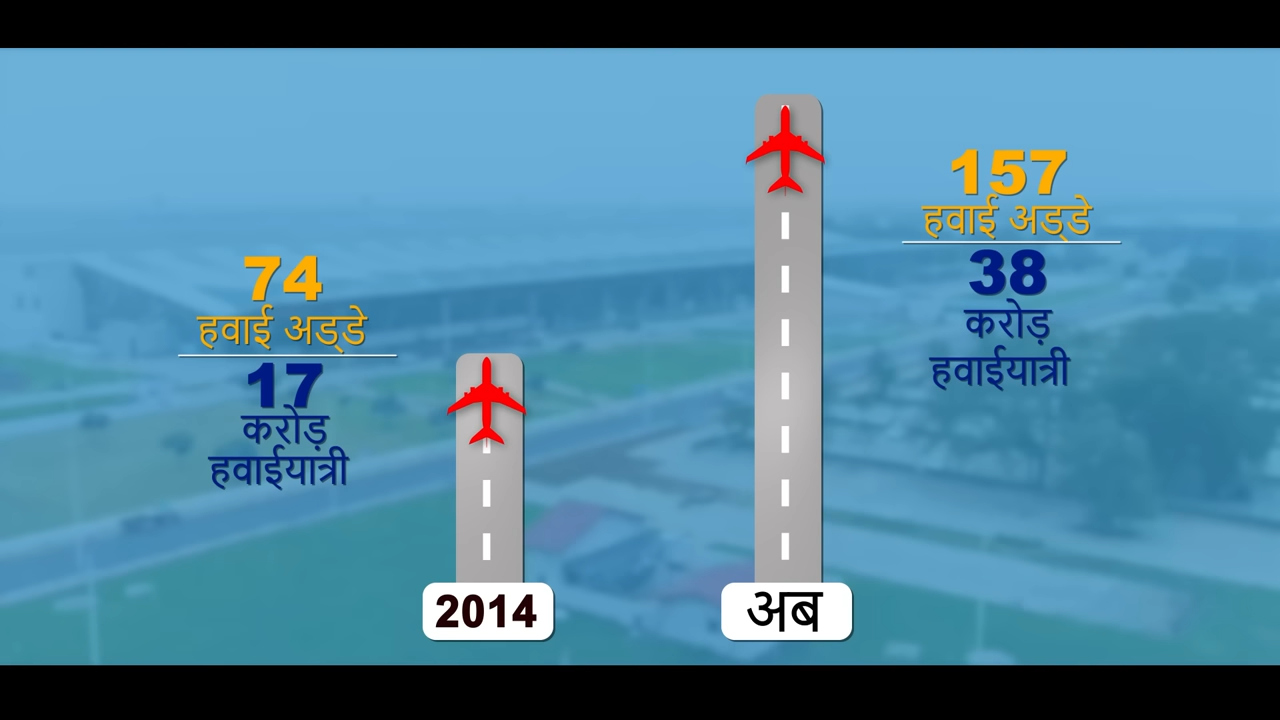 74
हवाई अड्डे
17
करोड़
हवाईयात्री
2014
157
हवाई अड्डे
38
करोड़
हवाईयात्री
अब